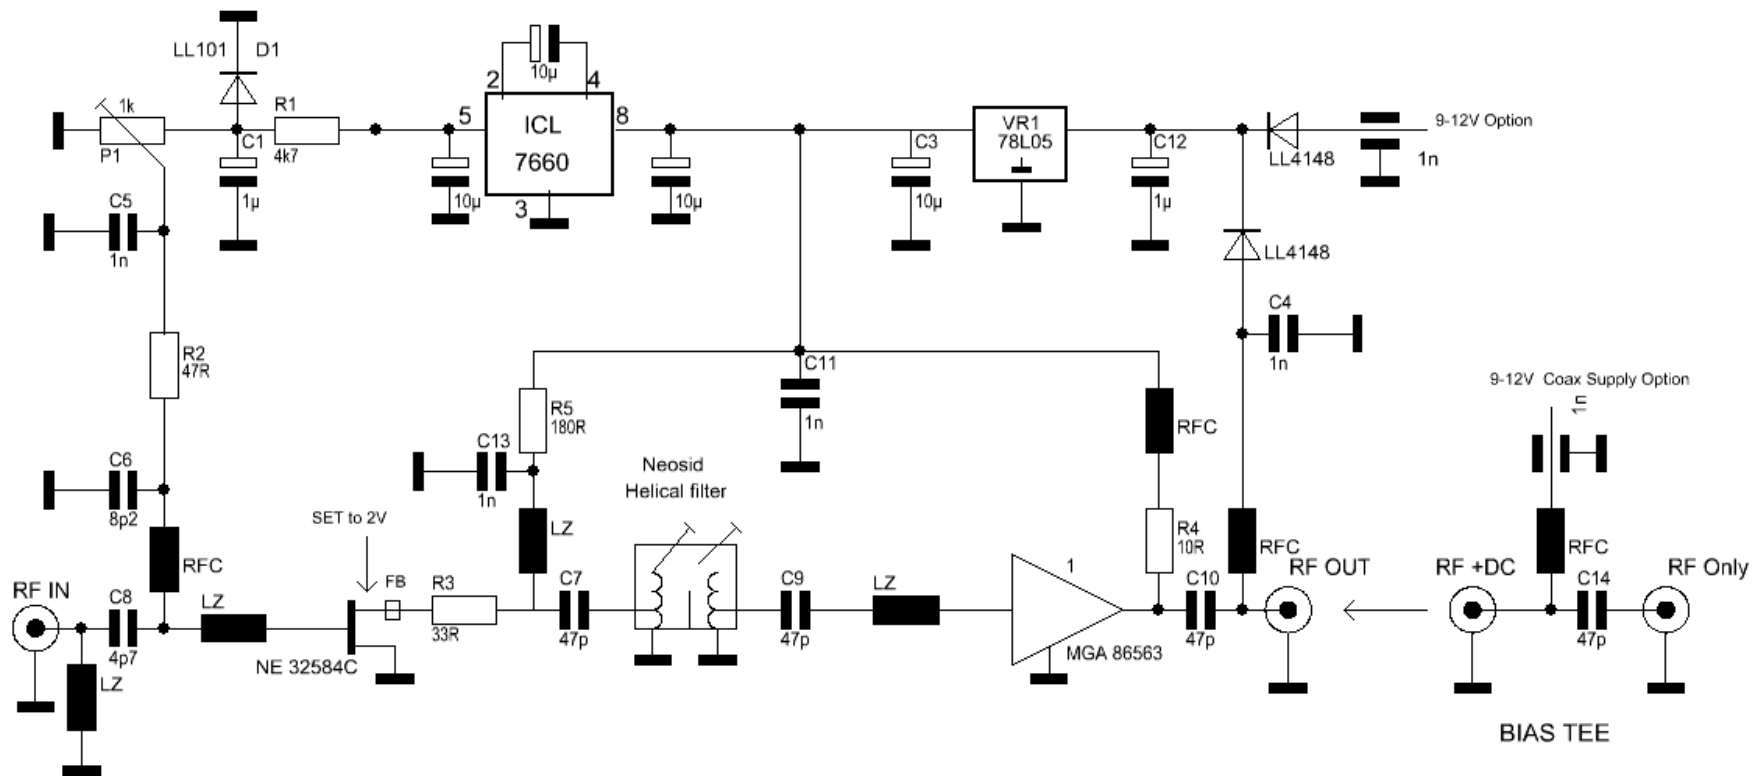 LL101 D1
1k
P1
R1
4k7
C1
1µ
10µ
2
4
5
ICL
7660
8
3
10µ
10µ
C3
10µ
VR1
78L05
C12
1µ
LL4148
1n
9-12V Option
LL4148
C5
1n
R2
47R
C4
1n
C11
1n
R5
180R
C13
1n
RFC
9-12V Coax Supply Option
1n
C6
8p2
RFC
SET to 2V
LZ
Neosid
Helical filter
R4
10R
RFC
RFC
RF IN
C8
4p7
LZ
LZ
NE 32584C
FB
R3
33R
C7
47p
C9
47p
LZ
1
MGA 86563
C10
47p
RF OUT
RF +DC
C14
47p
RF Only
BIAS TEE